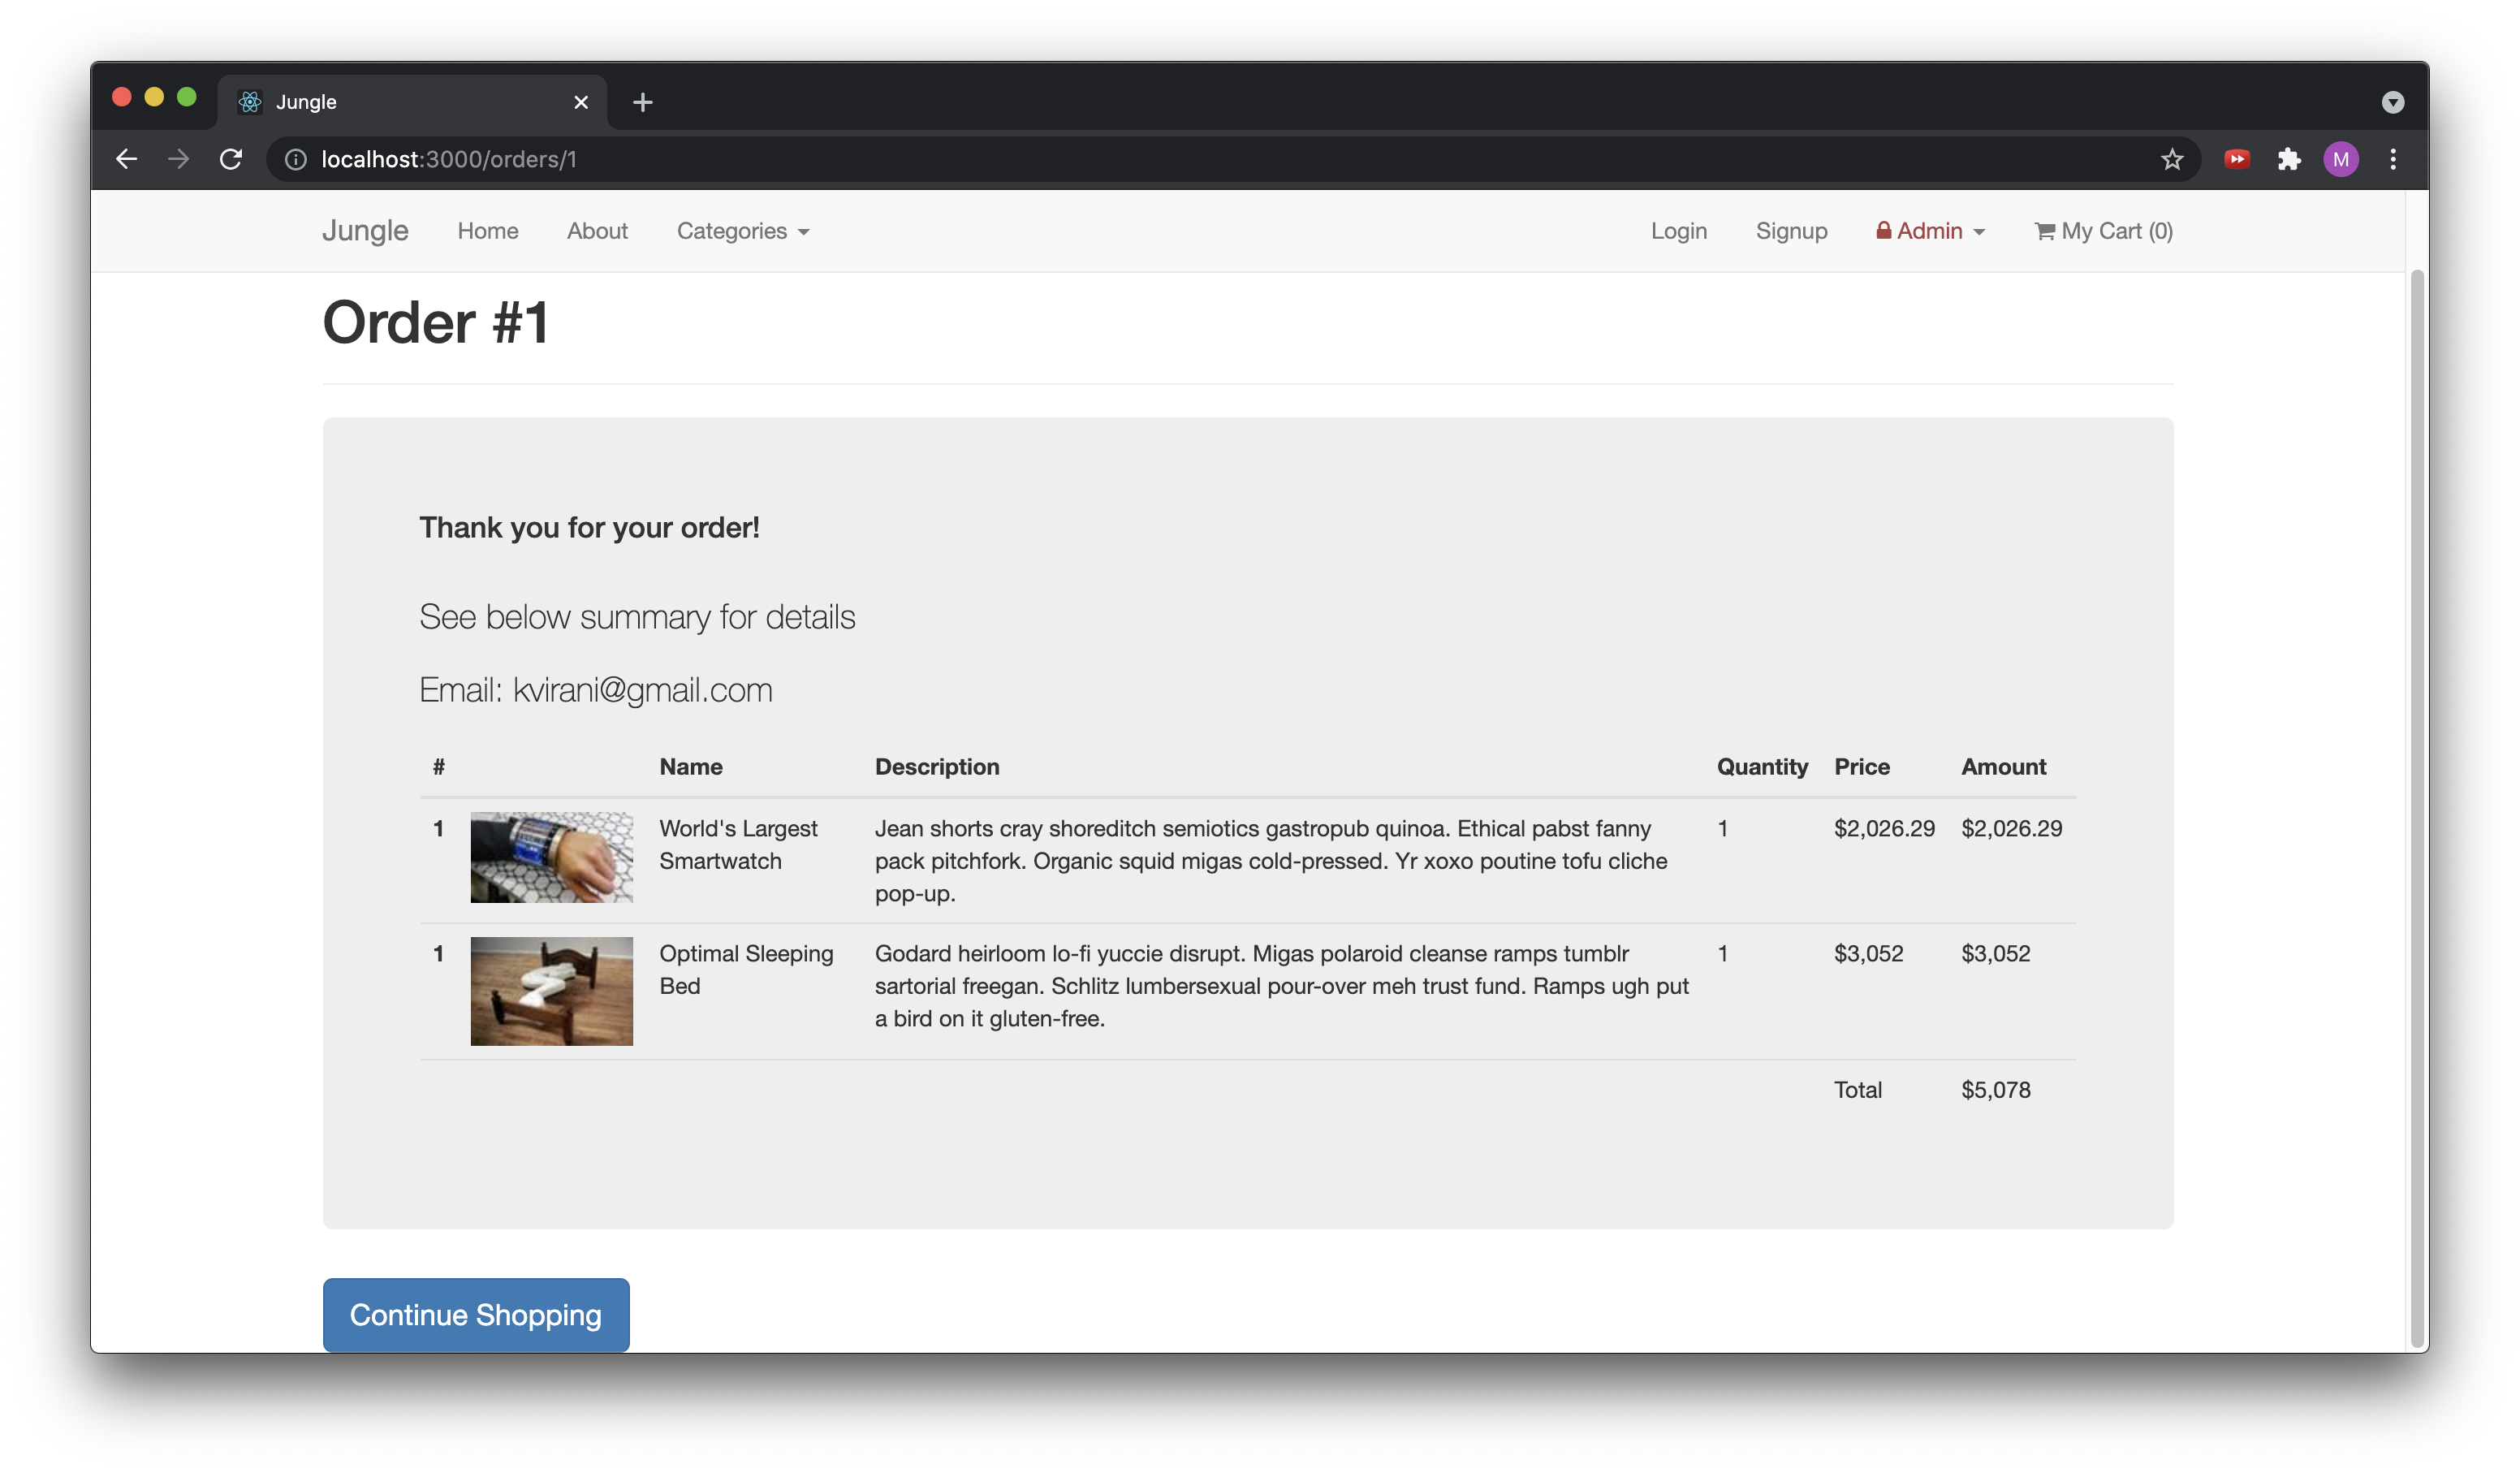 Jungle
localhost:3000/orders/1
M
Jungle Home About Categories Login Signup Admin My Cart (0)
Order #1
Thank you for your order!
See below summary for details
Email: kvirani@gmail.com
# Name Description Quantity Price Amount
1 World's Largest Jean shorts cray shoreditch semiotics gastropub quinoa. Ethical pabst fanny 1 $2,026.29 $2,026.29
Smartwatch pack pitchfork. Organic squid migas cold-pressed. Yr xoxo poutine tofu cliche
pop-up.
1 Optimal Sleeping Godard heirloom lo-fi yuccie disrupt. Migas polaroid cleanse ramps tumblr 1 $3,052 $3,052
Bed sartorial freegan. Schlitz lumbersexual pour-over meh trust fund. Ramps ugh put
a bird on it gluten-free.
Total $5,078
Continue Shopping